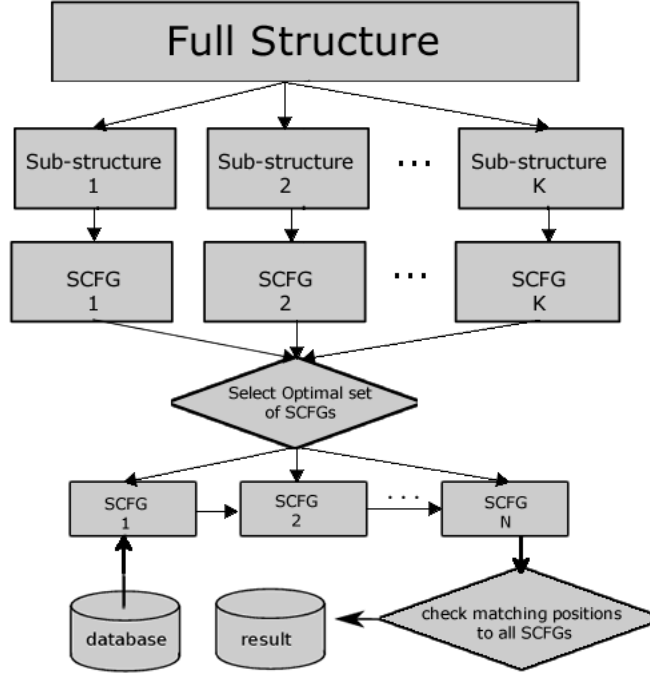 Full Structure
Sub-structure
1
Sub-structure
2
...
Sub-structure
K
SCFG
1
SCFG
2
...
SCFG
K
Select Optimal set
of SCFGs
SCFG
1
SCFG
2
...
SCFG
N
database
result
check matching positions
to all SCFGs